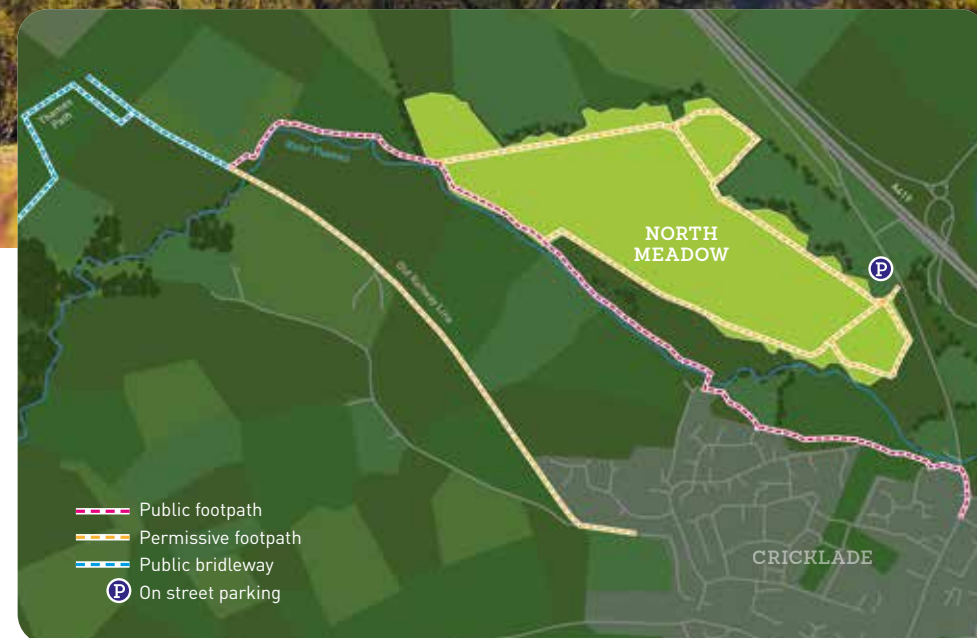 Thames
Path
River Thames
A419
NORTH
MEADOW
P
Old Railway Line
Public footpath
Permissive footpath
Public bridleway
P On street parking
CRICKLADE